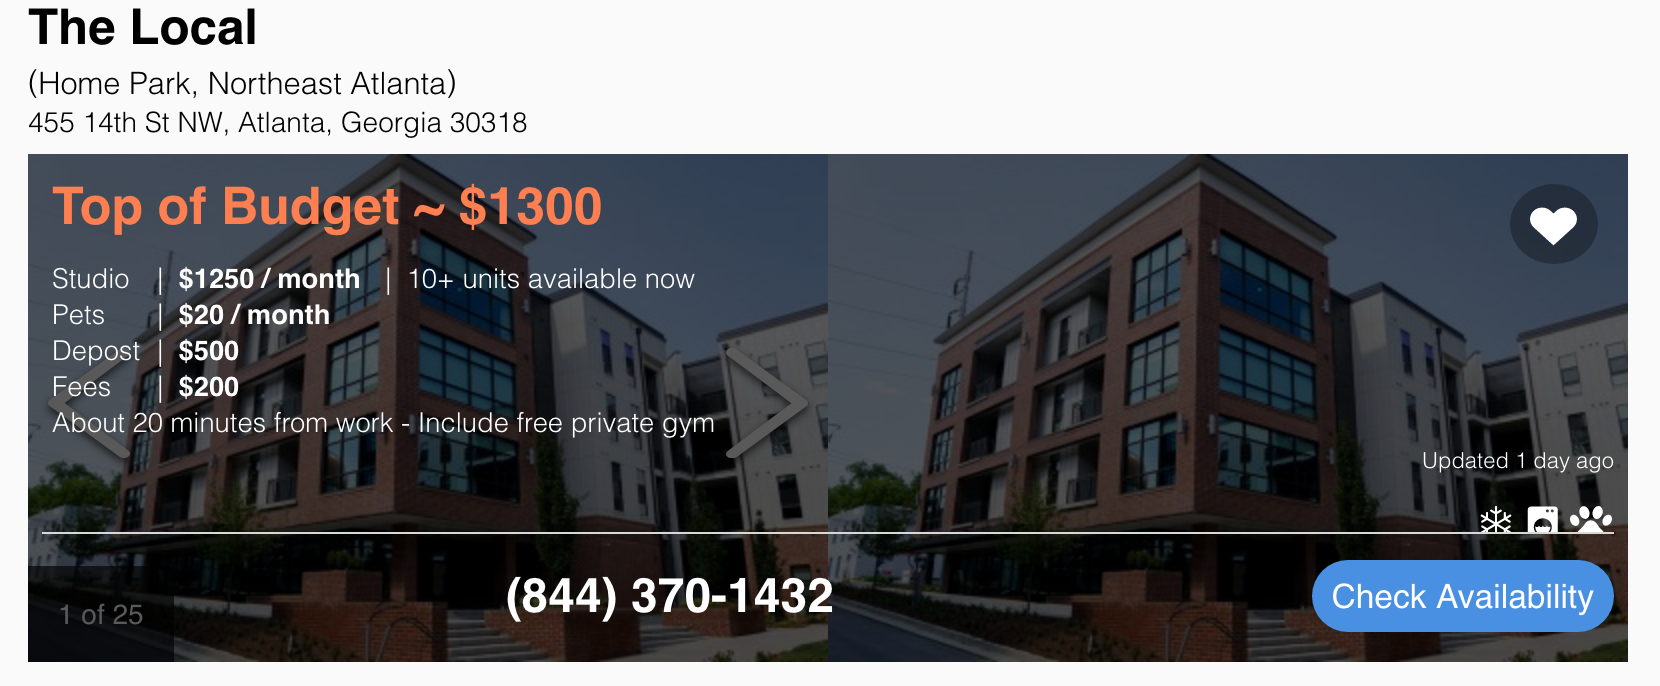 The Local
(Home Park, Northeast Atlanta)
455 14th St NW, Atlanta, Georgia 30318
Top of Budget ~ $1300
Studio | $1250 / month | 10+ units available now
Pets | $20 / month
Depost | $500
Fees | $200
About 20 minutes from work - Include free private gym
Updated 1 day ago
1 of 25
(844) 370-1432
Check Availability